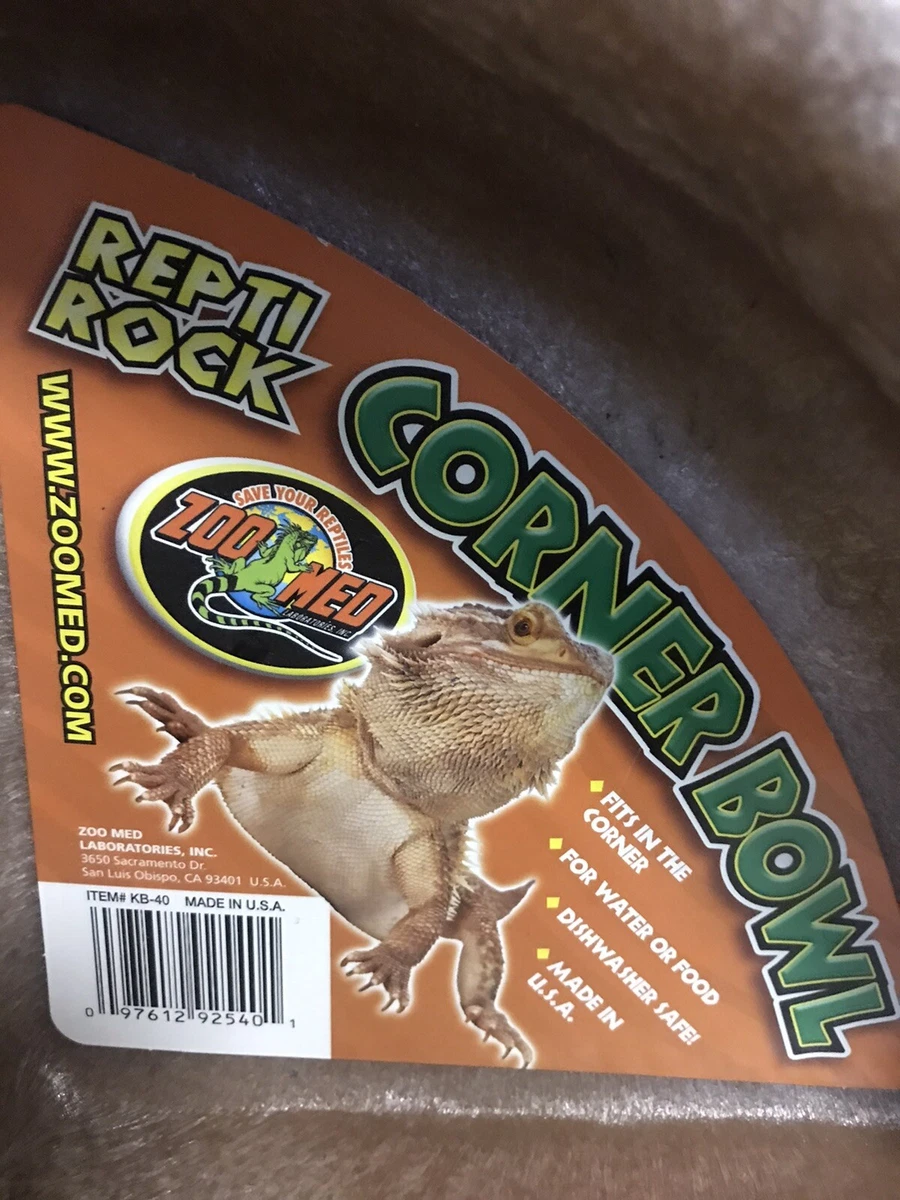 REPTI
ROCK
CORNER BOWL
WWW.ZOOMED.COM
SAVE YOUR REPTILES
ZOO
MED
LABORATORIES, INC.
FITS IN THE
CORNER
FOR WATER OR FOOD
DISHWASHER SAFE!
MADE IN
U.S.A.
ZOO MED
LABORATORIES, INC.
3650 Sacramento Dr.
San Luis Obispo, CA 93401 U.S.A.
ITEM# KB-40 MADE IN U.S.A.
0 97612 92540 1